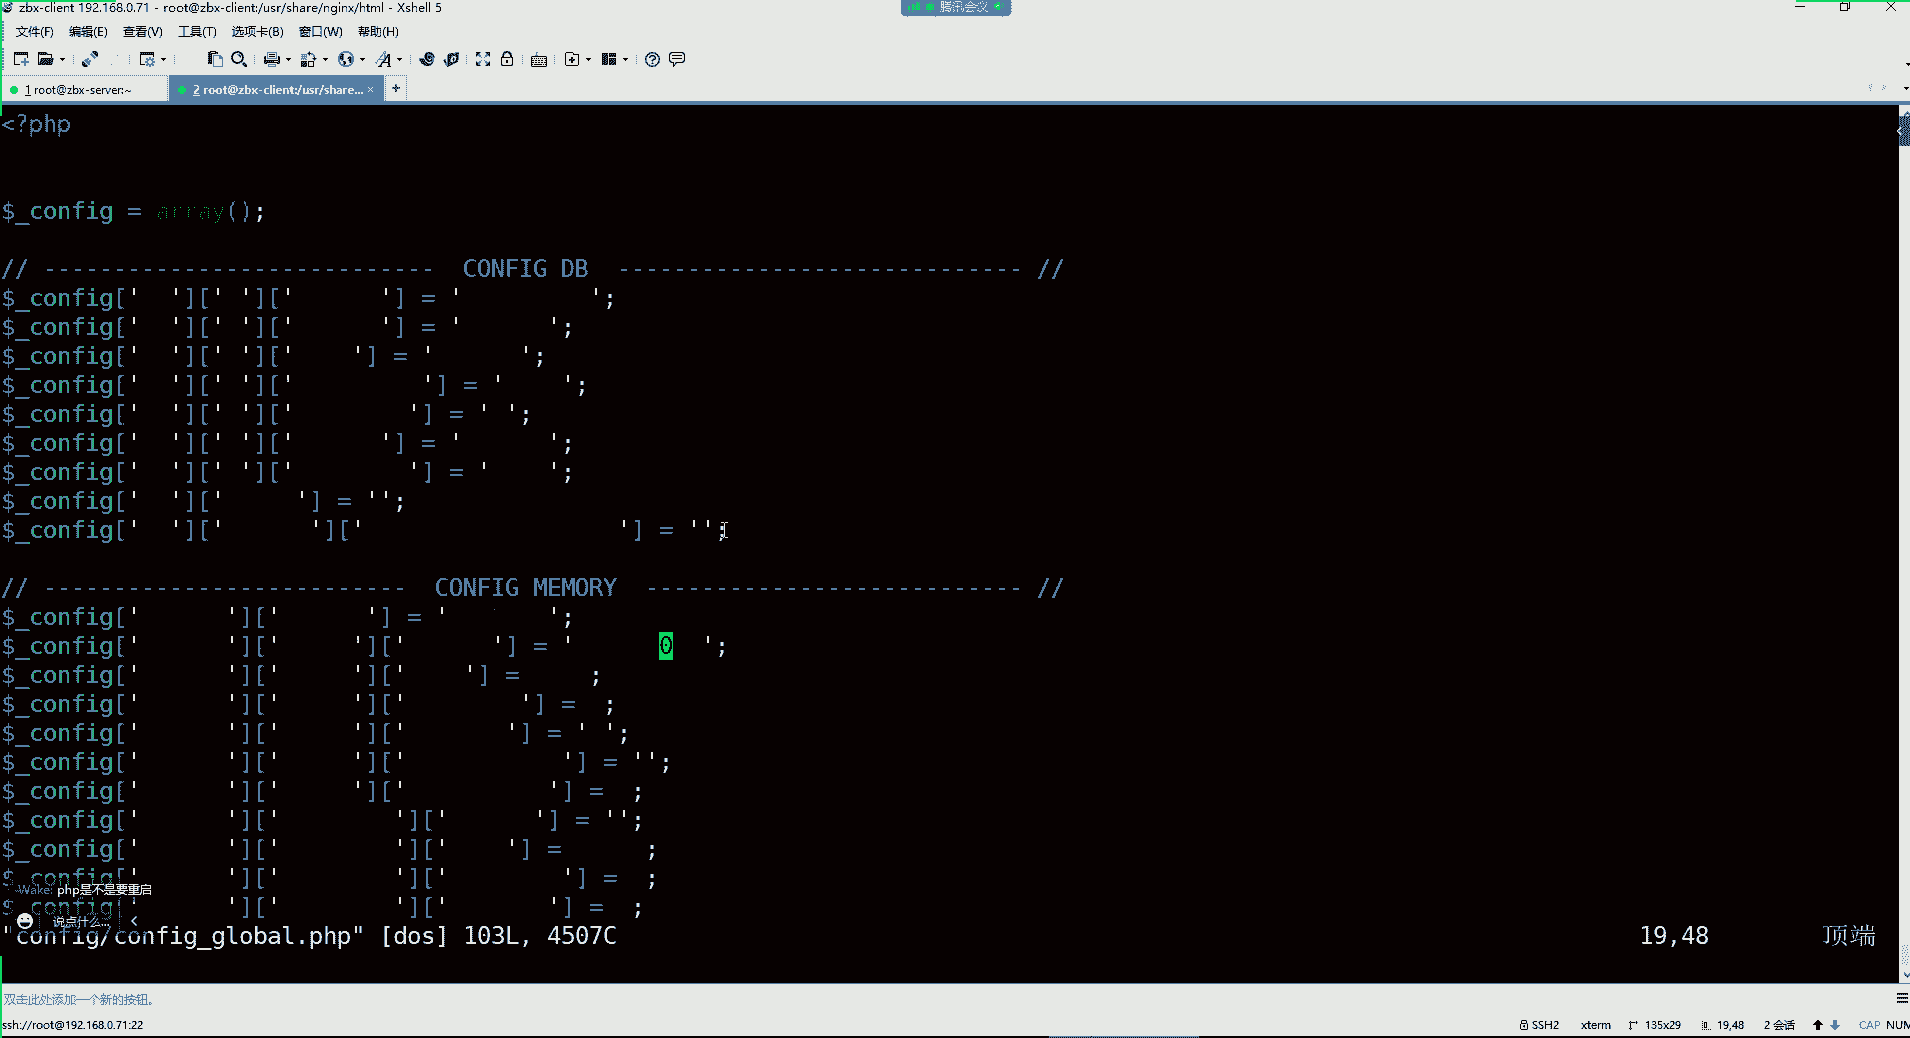 zbx-client 192.168.0.71 - root@zbx-client:/usr/share/nginx/html - Xshell 5
腾讯会议
文件(F) 编辑(E) 查看(V) 工具(T) 选项卡(B) 窗口(W) 帮助(H)
1 root@zbx-server:~ 2 root@zbx-client:/usr/share... × +
<?php
$_config = array();
// ---------------------------- CONFIG DB ----------------------------- //
$_config[' '][' ']['       '] = '          ';
$_config[' '][' ']['       '] = '       ';
$_config[' '][' ']['     '] = '       ';
$_config[' '][' ']['          '] = '     ';
$_config[' '][' ']['         '] = ' ';
$_config[' '][' ']['       '] = '       ';
$_config[' '][' ']['         '] = '     ';
$_config[' ']['      '] = '';
$_config[' ']['       ']['                   '] = '';
// -------------------------- CONFIG MEMORY --------------------------- //
$_config['       ']['       '] = '        ';
$_config['       ']['      ']['       '] = '       0   ';
$_config['       ']['      ']['     '] =      ;
$_config['       ']['      ']['         '] =  ;
$_config['       ']['      ']['        '] = ' ';
$_config['       ']['      ']['            '] = '';
$_config['       ']['      ']['           '] =  ;
$_config['       ']['         ']['       '] = '';
$_config['       ']['         ']['     '] =       ;
$_config['       ']['         ']['         '] =  ;
Wake: php是不是要重启
$_config['       ']['         ']['        '] =  ;
说点什么...
"config/config_global.php" [dos] 103L, 4507C 19,48 顶端
双击此处添加一个新的按钮。
ssh://root@192.168.0.71:22 SSH2 xterm 135x29 19,48 2 会话 CAP NUM